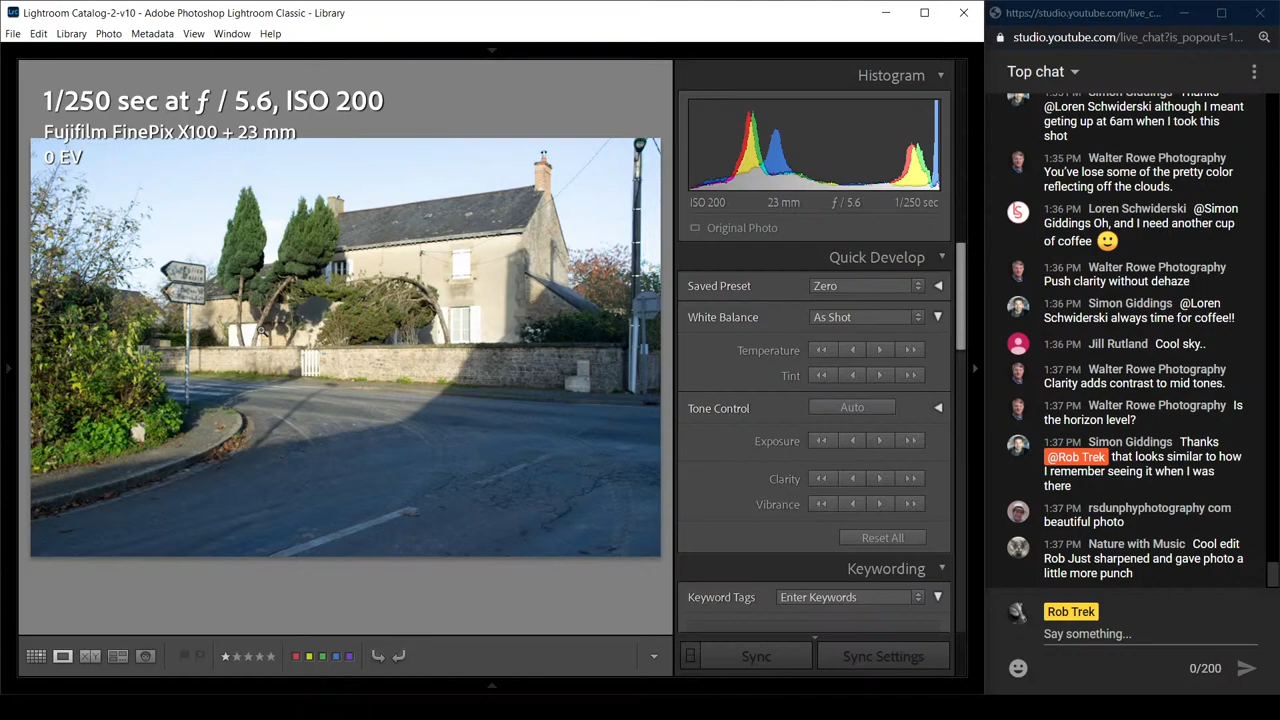 Lightroom Catalog-2-v10 - Adobe Photoshop Lightroom Classic - Library
File Edit Library Photo Metadata View Window Help
1/250 sec at ƒ / 5.6, ISO 200
Fujifilm FinePix X100 + 23 mm
0 EV
Histogram
ISO 200 23 mm ƒ / 5.6 1/250 sec
Original Photo
Quick Develop
Saved Preset Zero
White Balance As Shot
Temperature
Tint
Tone Control Auto
Exposure
Clarity
Vibrance
Reset All
Keywording
Keyword Tags Enter Keywords
Sync Sync Settings
https://studio.youtube.com/live_c...
studio.youtube.com/live_chat?is_popout=1...
Top chat
1:35 PM Simon Giddings Thanks
@Loren Schwiderski although I meant
geting up at 6am when I took this
shot
1:35 PM Walter Rowe Photography
You've lose some of the pretty color
reflecting off the clouds.
1:36 PM Loren Schwiderski @Simon
Giddings Oh, and I need another cup
of coffee
1:36 PM Walter Rowe Photography
Push clarity without dehaze
1:36 PM Simon Giddings @Loren
Schwiderski always time for coffee!!
1:36 PM Jill Rutland Cool sky..
1:37 PM Walter Rowe Photography
Clarity adds contrast to mid tones.
1:37 PM Walter Rowe Photography Is
the horizon level?
1:37 PM Simon Giddings Thanks
@Rob Trek that looks similar to how
I remember seeing it when I was
there
1:37 PM rsdunphyphotography com
beautiful photo
1:37 PM Nature with Music Cool edit
Rob Just sharpened and gave photo a
little more punch
Rob Trek
Say something...
0/200